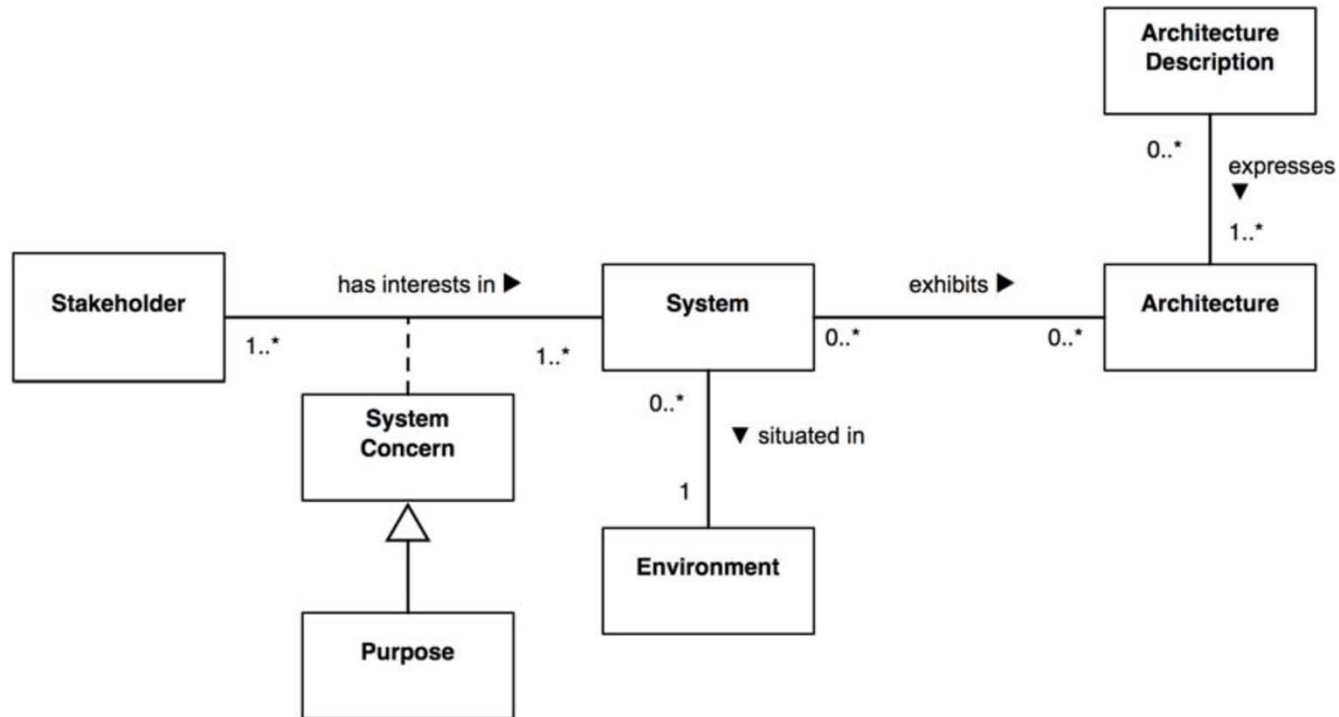 Architecture
Description
0..*
expresses
▼
1..*
Stakeholder
has interests in ▶
System
exhibits ▶
Architecture
1..*
1..*
0..*
0..*
System
Concern
0..*
▼ situated in
1
Environment
Purpose